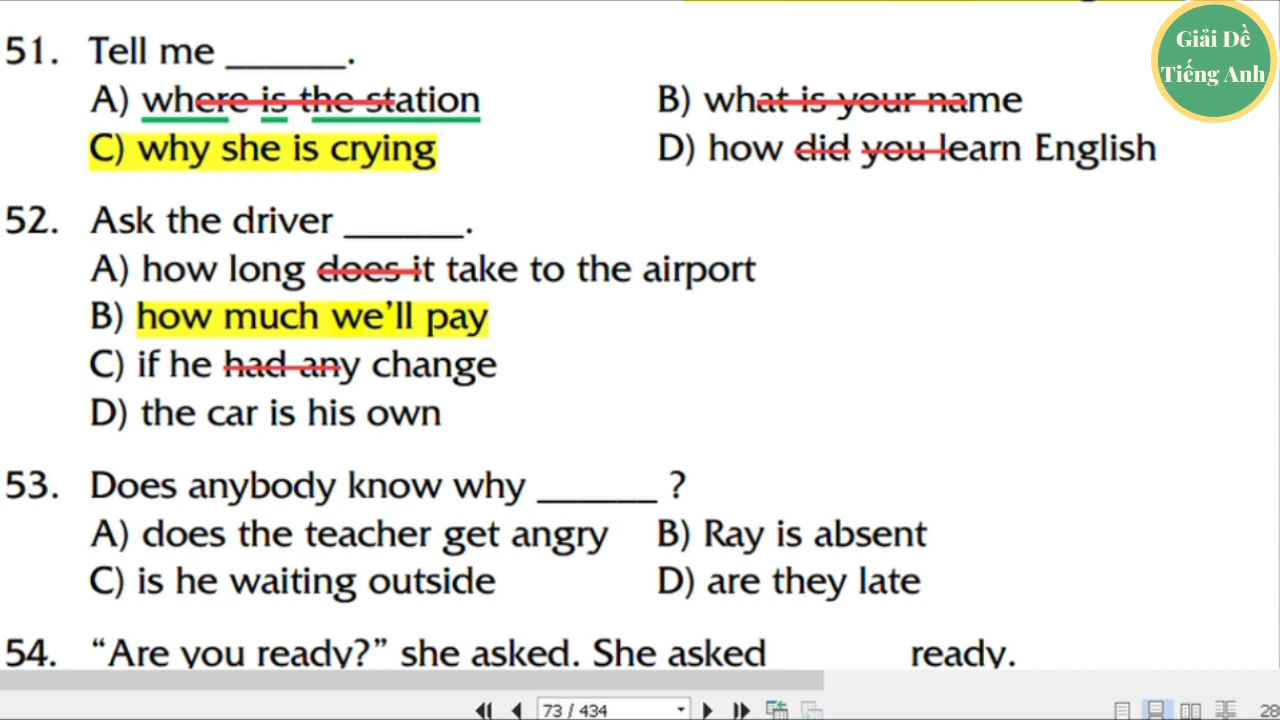 Giải Đề
Tiếng Anh
51. Tell me ______.
A) where is the station B) what is your name
C) why she is crying D) how did you learn English
52. Ask the driver ______.
A) how long does it take to the airport
B) how much we'll pay
C) if he had any change
D) the car is his own
53. Does anybody know why ______ ?
A) does the teacher get angry B) Ray is absent
C) is he waiting outside D) are they late
54. “Are you ready?” she asked. She asked ready.
73 / 434
28